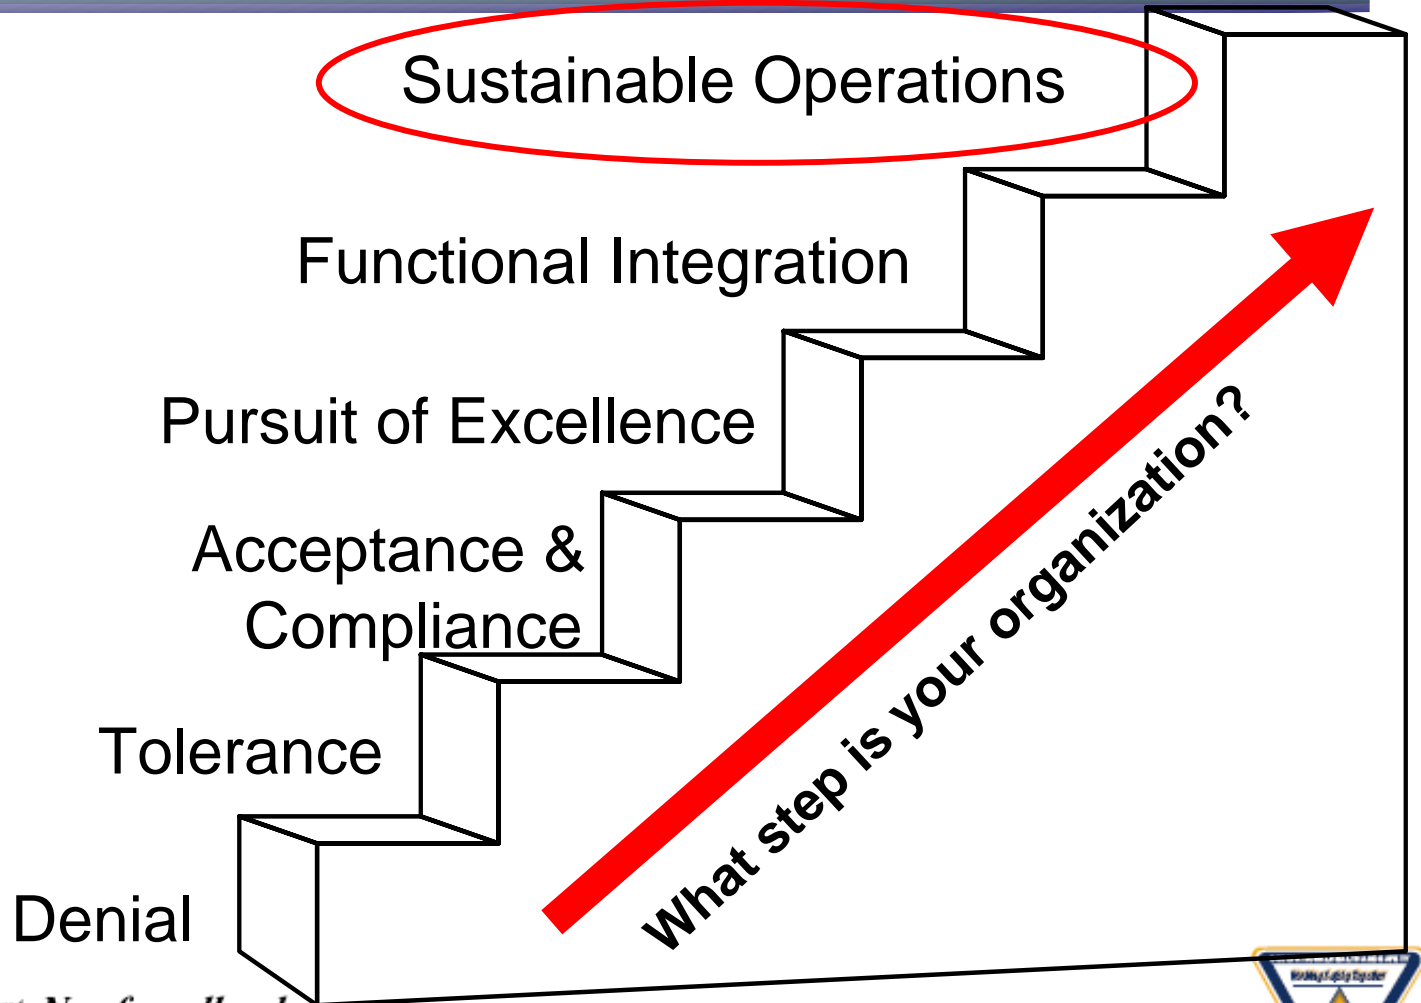 Sustainable Operations
Functional Integration
Pursuit of Excellence
Acceptance &
Compliance
Tolerance
Denial
What step is your organization?